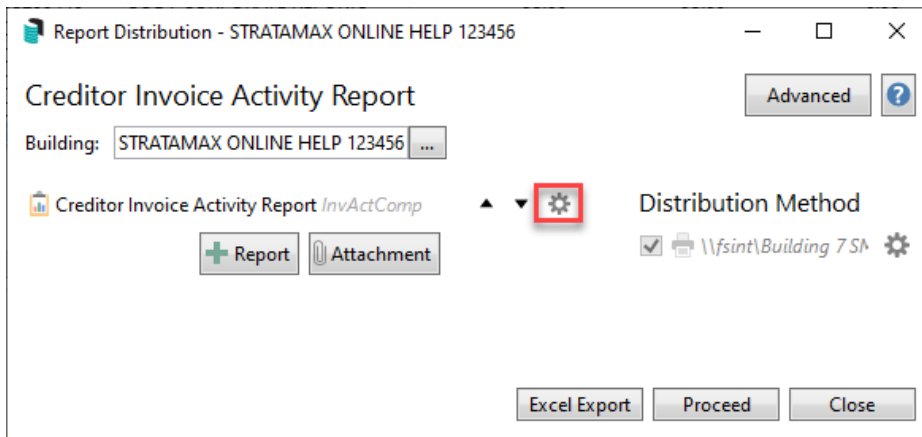 Report Distribution - STRATAMAX ONLINE HELP 123456
Creditor Invoice Activity Report
Advanced
?
Building: STRATAMAX ONLINE HELP 123456 ...
Creditor Invoice Activity Report InvActComp
Distribution Method
\\fsint\Building 7 SM
Report
Attachment
Excel Export
Proceed
Close